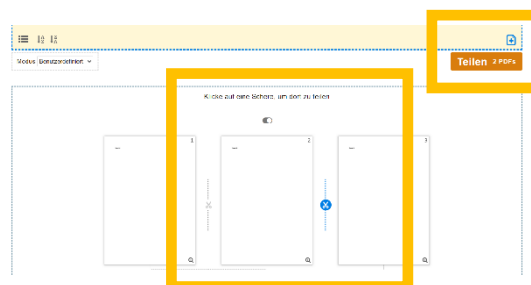 Modus Benutzerdefiniert
Teilen 2 PDFs
Klicke auf eine Schere, um dort zu teilen
1
2
3